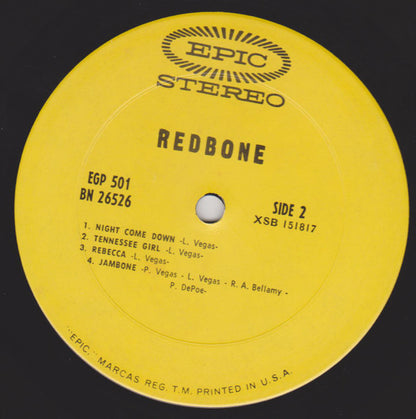 EPIC
STEREO
REDBONE
EGP 501
BN 26526
SIDE 2
XSB 151817
1. NIGHT COME DOWN -L. Vegas-
2. TENNESSEE GIRL -L. Vegas-
3. REBECCA -L. Vegas-
4. JAMBONE -P. Vegas - L. Vegas - R. A. Bellamy -
P. DePoe-
"EPIC," MARCAS REG. T.M. PRINTED IN U.S.A.